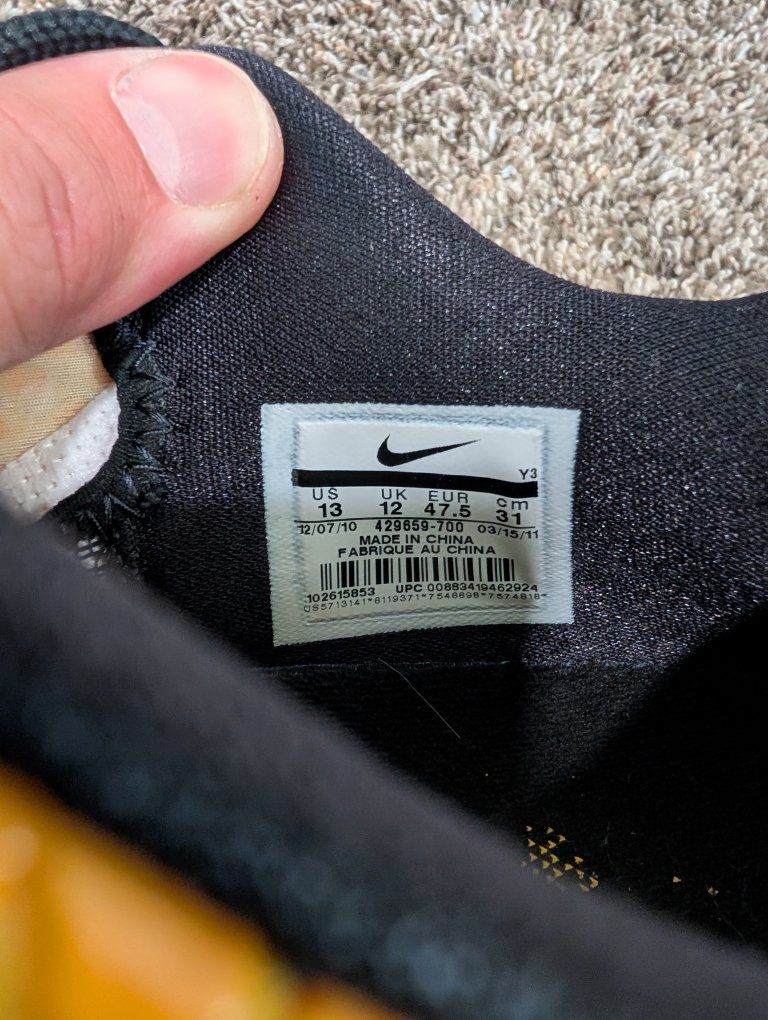 Y3
US UK EUR cm
13 12 47.5 31
12/07/10 429659-700 03/15/11
MADE IN CHINA
FABRIQUE AU CHINA
102615853 UPC 00883419462924
US5713141*6119371*7546698*7574818*